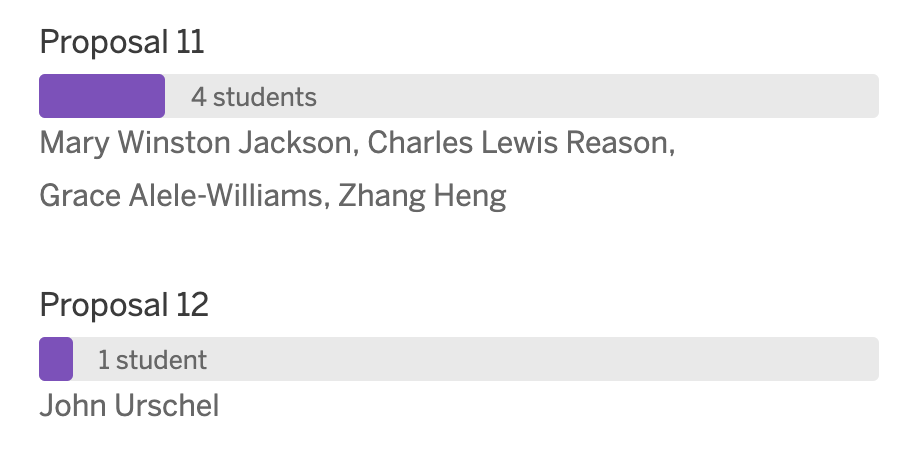 Proposal 11
4 students
Mary Winston Jackson, Charles Lewis Reason,
Grace Alele-Williams, Zhang Heng
Proposal 12
1 student
John Urschel